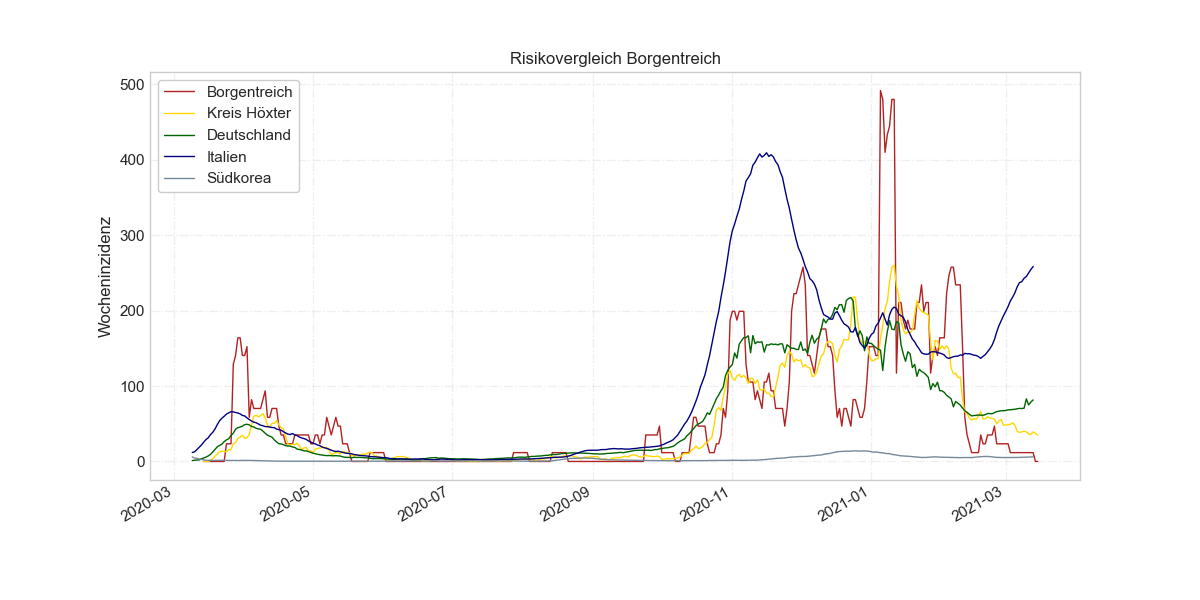 Risikovergleich Borgentreich
Wocheninzidenz
500
400
300
200
100
0
Borgentreich
Kreis Höxter
Deutschland
Italien
Südkorea
2020-03
2020-05
2020-07
2020-09
2020-11
2021-01
2021-03